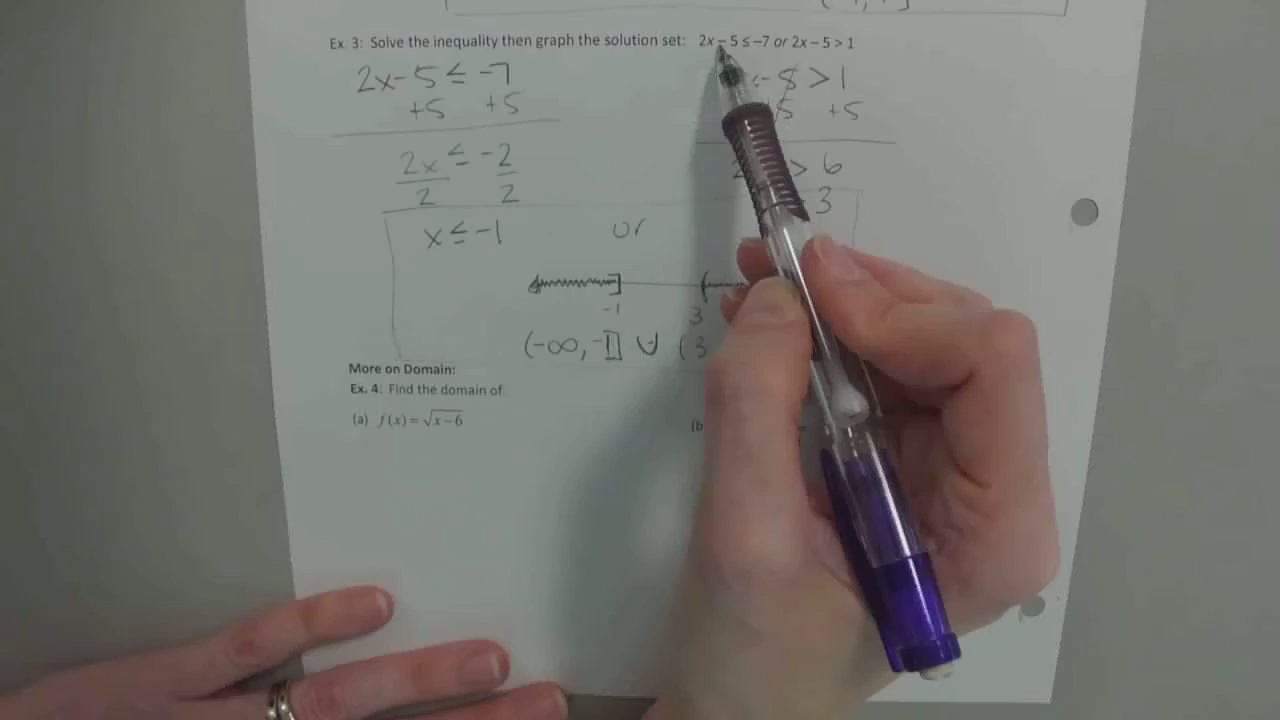 Ex. 3: Solve the inequality then graph the solution set: 2x − 5 ≤ −7 or 2x − 5 > 1
2x − 5 ≤ −7
+5 +5
2x ≤ −2
2 2
x ≤ −1
or
> 1
+5
> 6
3
−1 3
(−∞, −1] ∪ (3
More on Domain:
Ex. 4: Find the domain of
(a) f(x) = √x−6
(b